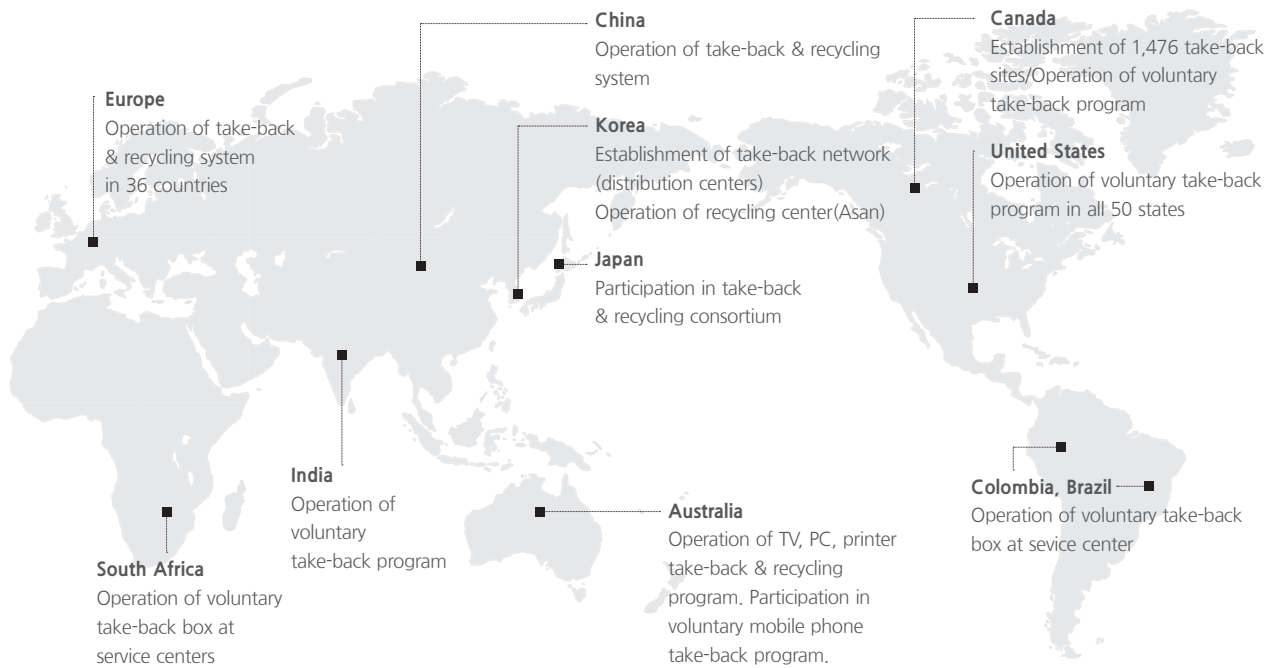 China
Operation of take-back & recycling
system
Canada
Establishment of 1,476 take-back
sites/Operation of voluntary
take-back program
Europe
Operation of take-back
& recycling system
in 36 countries
Korea
Establishment of take-back network
(distribution centers)
Operation of recycling center(Asan)
United States
Operation of voluntary take-back
program in all 50 states
Japan
Participation in take-back
& recycling consortium
India
Operation of
voluntary
take-back program
Colombia, Brazil
Operation of voluntary take-back
box at sevice center
Australia
Operation of TV, PC, printer
take-back & recycling
program. Participation in
voluntary mobile phone
take-back program.
South Africa
Operation of voluntary
take-back box at
service centers